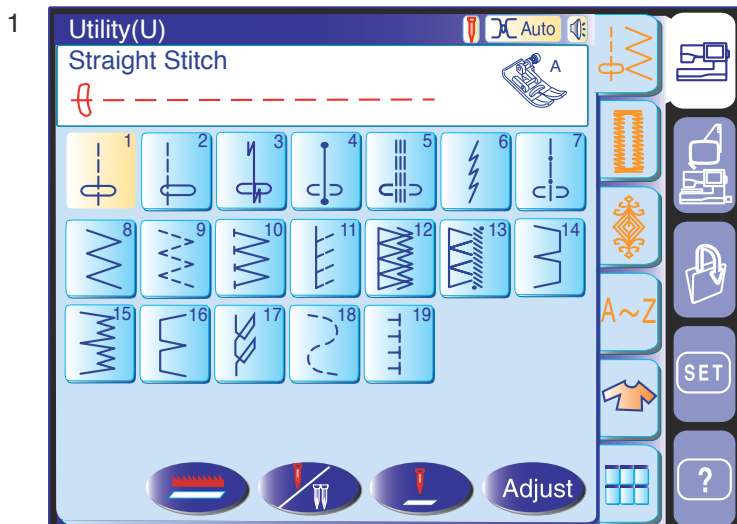 1
Utility(U) Auto
Straight Stitch A
1 2 3 4 5 6 7
8 9 10 11 12 13 14
15 16 17 18 19
A~Z
SET
Adjust ?